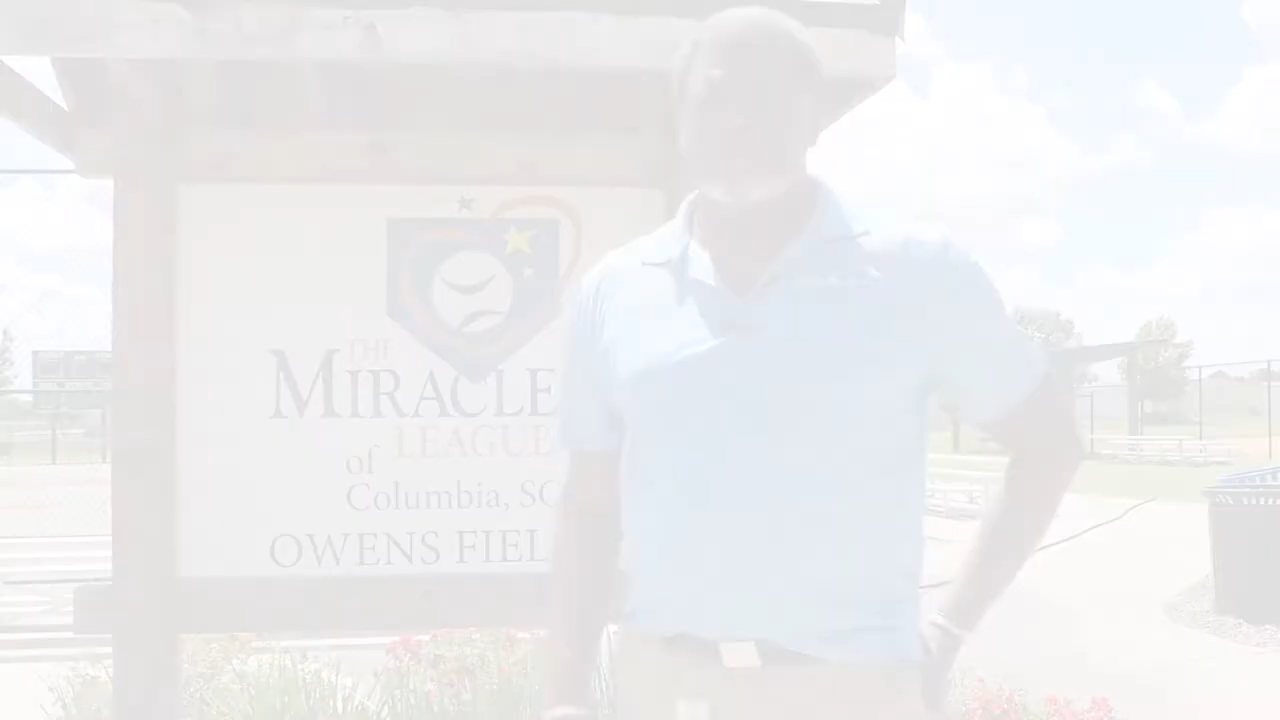 THE
MIRACLE
LEAGUE
of
Columbia, SC
OWENS FIEL